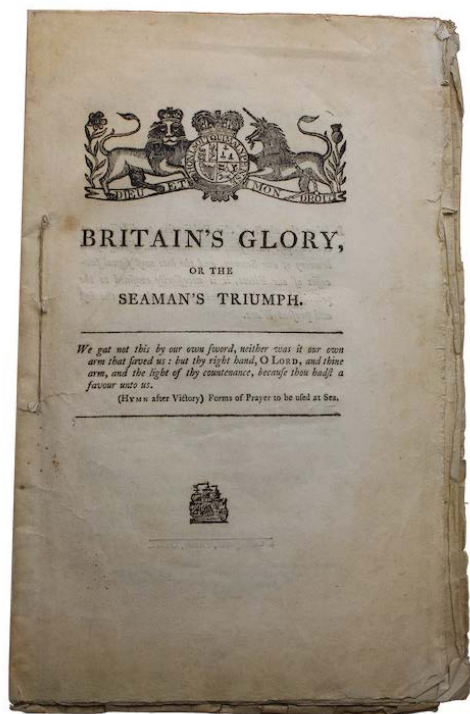 DIEU ET MON DROIT
BRITAIN'S GLORY,
OR THE
SEAMAN'S TRIUMPH.
We gat not this by our own ſword, neither was it our own
arm that ſaved us: but thy right hand, O LORD, and thine
arm, and the light of thy countenance, becauſe thou hadſt a
favour unto us.
(HYMN after Victory) Forms of Prayer to be uſed at Sea.